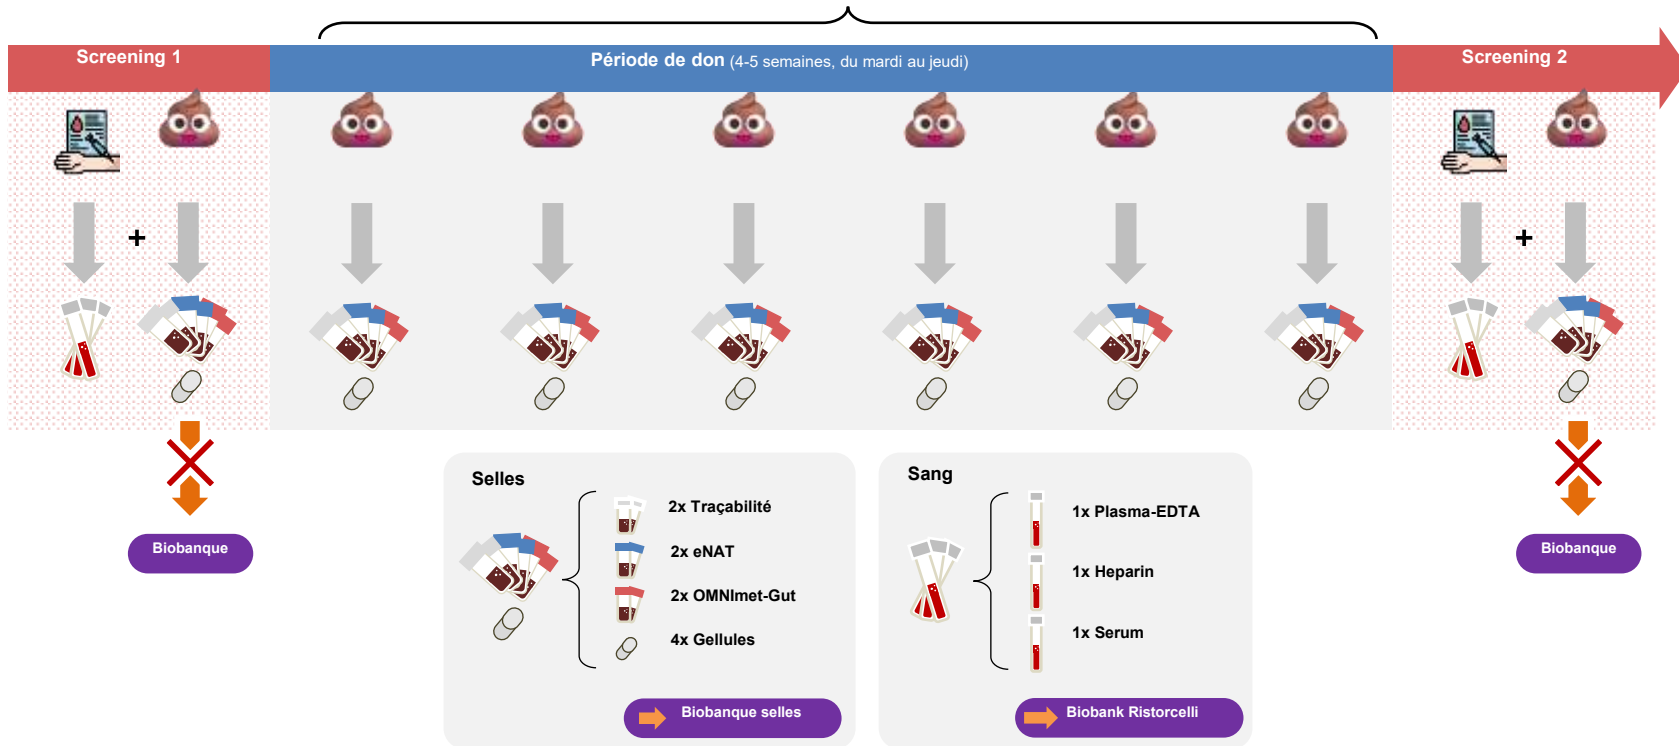 Screening 1
Période de don (4-5 semaines, du mardi au jeudi)
Screening 2
+
+
Biobanque
Biobanque
Selles
2x Traçabilité
2x eNAT
2x OMNImet-Gut
4x Gellules
Biobanque selles
Sang
1x Plasma-EDTA
1x Heparin
1x Serum
Biobank Ristorcelli